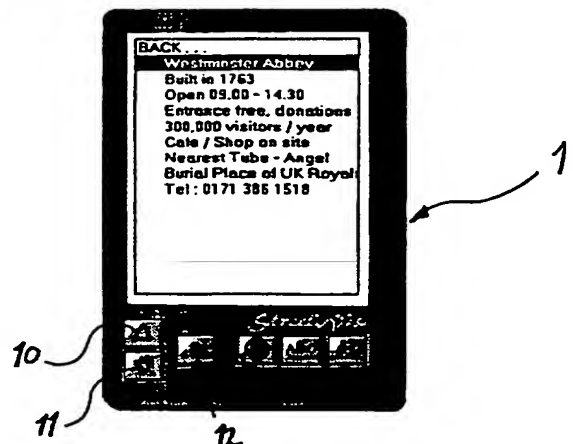 BACK...
Westminster Abbey
Built in 1763
Open 09.00 - 14.30
Entrance free, donations
300,000 visitors / year
Cafe / Shop on site
Nearest Tube - Angel
Burial Place of UK Royals
Tel : 0171 386 1518
1
10
11
12